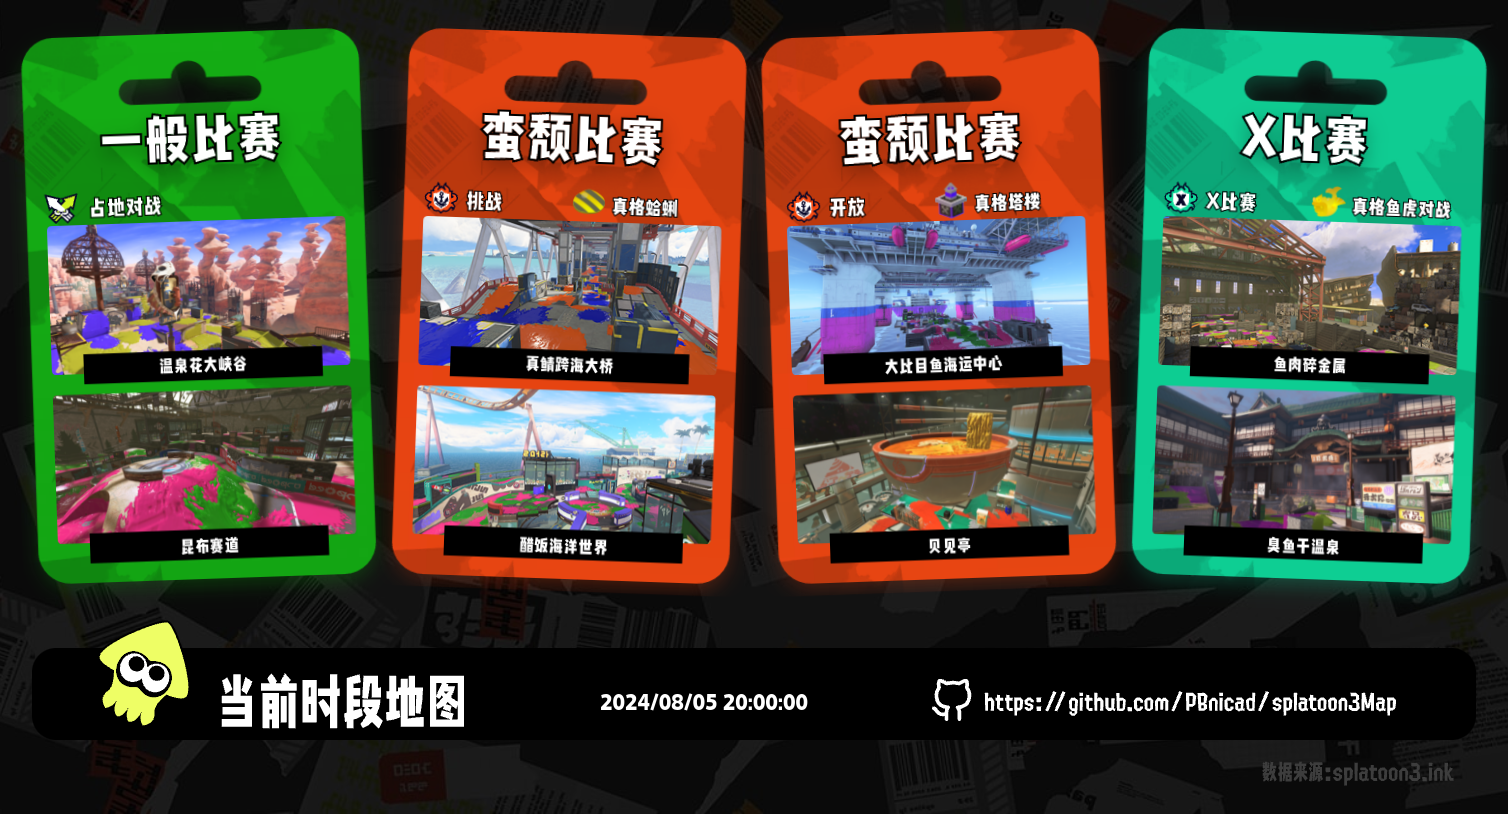 一般比赛
占地对战
温泉花大峡谷
昆布赛道
蛮颓比赛
挑战
真格蛤蜊
真鲭跨海大桥
醋饭海洋世界
蛮颓比赛
开放
真格塔楼
大比目鱼海运中心
贝见亭
X比赛
X比赛
真格鱼虎对战
鱼肉碎金属
臭鱼干温泉
当前时段地图
2024/08/05 20:00:00
https://github.com/PBnicad/splatoon3Map
数据来源:splatoon3.ink